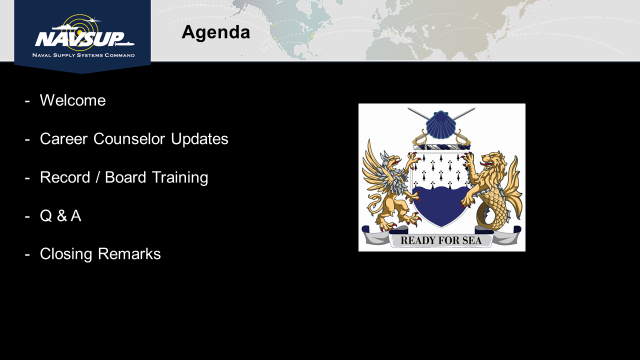 NAVSUP
NAVAL SUPPLY SYSTEMS COMMAND
Agenda
- Welcome
- Career Counselor Updates
- Record / Board Training
- Q & A
- Closing Remarks
READY FOR SEA